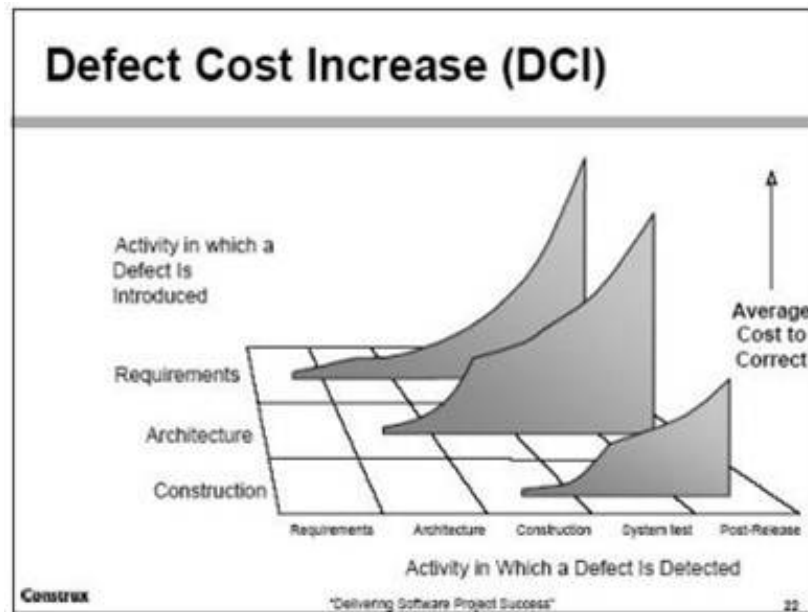 Defect Cost Increase (DCI)
Activity in which a
Defect Is
Introduced
Average
Cost to
Correct
Requirements
Architecture
Construction
Requirements Architecture Construction System test Post-Release
Activity in Which a Defect Is Detected
Construx
"Delivering Software Project Success"